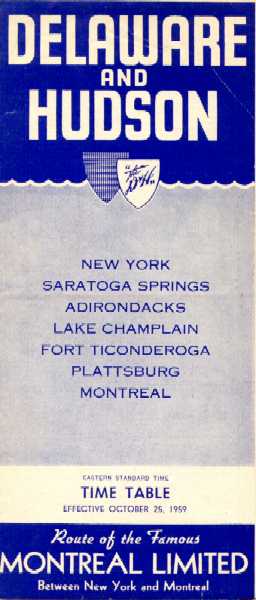 DELAWARE
AND
HUDSON
"The
D&H"
NEW YORK
SARATOGA SPRINGS
ADIRONDACKS
LAKE CHAMPLAIN
FORT TICONDEROGA
PLATTSBURG
MONTREAL
EASTERN STANDARD TIME
TIME TABLE
EFFECTIVE OCTOBER 25, 1959
Route of the Famous
MONTREAL LIMITED
Between New York and Montreal